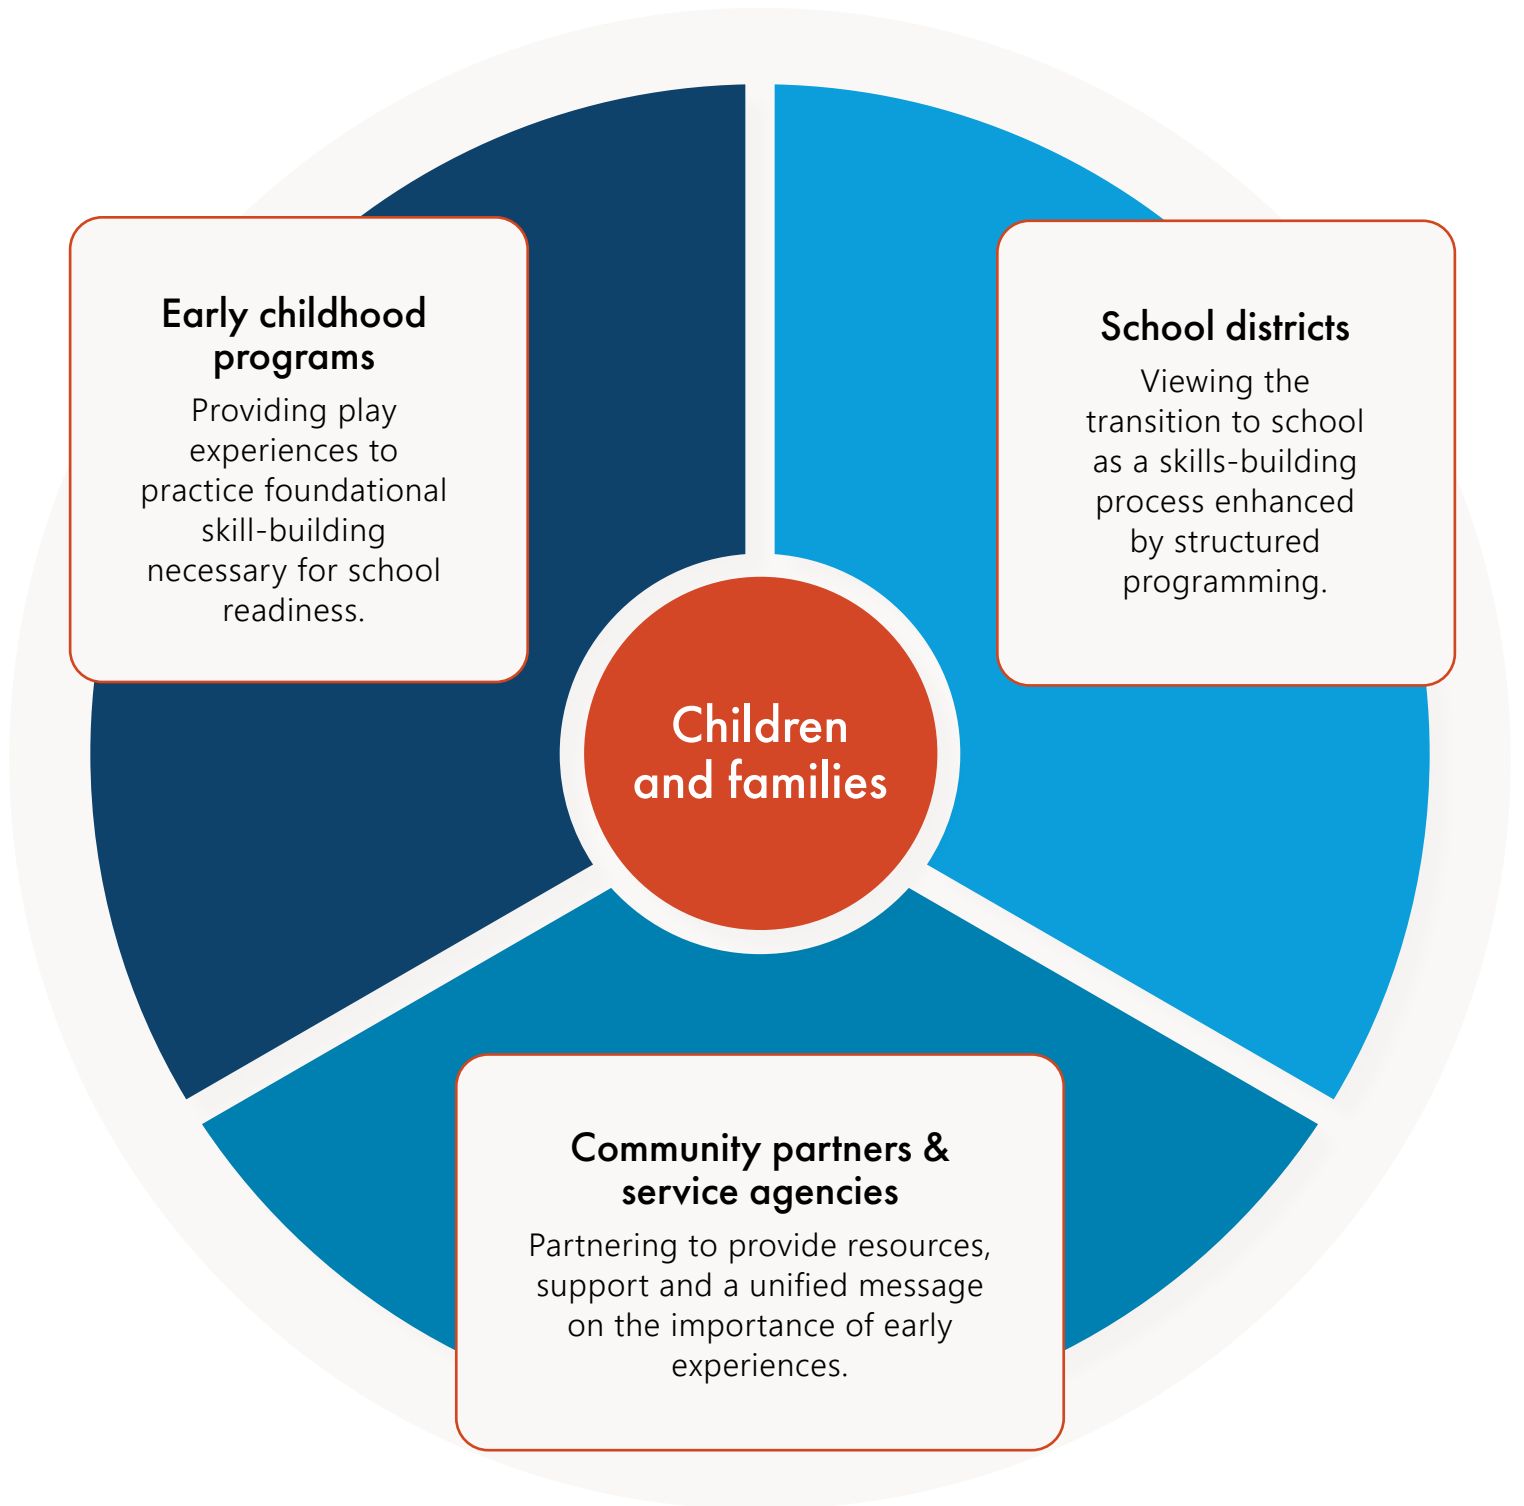 Early childhood
programs
Providing play
experiences to
practice foundational
skill-building
necessary for school
readiness.
School districts
Viewing the
transition to school
as a skills-building
process enhanced
by structured
programming.
Children
and families
Community partners &
service agencies
Partnering to provide resources,
support and a unified message
on the importance of early
experiences.